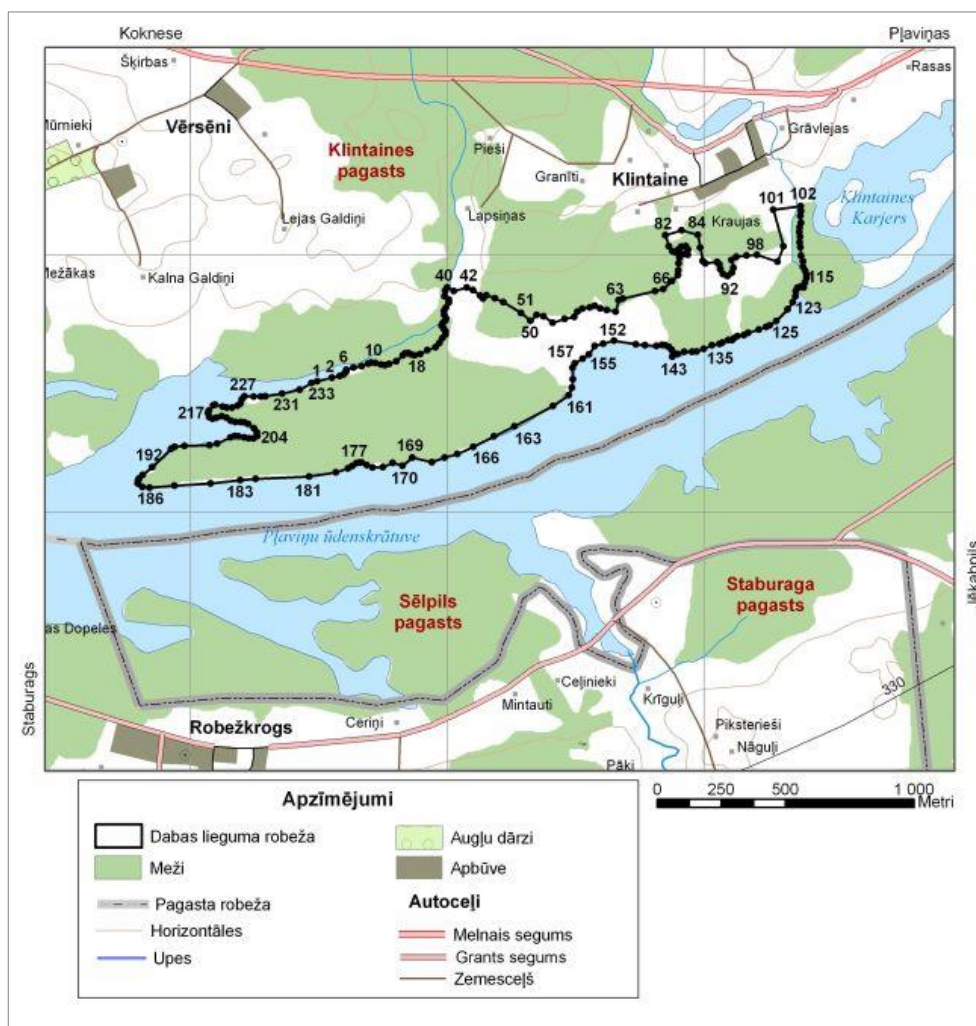 Koknese
Pļaviņas
Šķirbas
Rasas
Mūrnieki
Vērsēni
Klintaines
pagasts
Pieši
Grāvlejas
Granīti
Klintaine
Lejas Galdiņi
Lapsiņas
Kraujas
101
102
Klintaines
Karjers
82
84
98
Mežākas
Kalna Galdiņi
66
92
115
40
42
63
123
51
50
152
125
6
10
157
155
135
1
2
18
143
227
233
217
231
161
204
163
192
177
169
166
186
183
181
170
Pļaviņu ūdenskrātuve
Sēlpils
pagasts
Staburaga
pagasts
Jēkabpils
as Dopeles
Staburags
Ceļinieki
Krīguļi
330
Mintauti
Robežkrogs
Ceriņi
Piksterieši
Nāguļi
Pāki
Apzīmējumi
0 250 500 1 000
Metri
Dabas lieguma robeža
Augļu dārzi
Meži
Apbūve
Pagasta robeža
Autoceļi
Horizontāles
Melnais segums
Upes
Grants segums
Zemesceļš